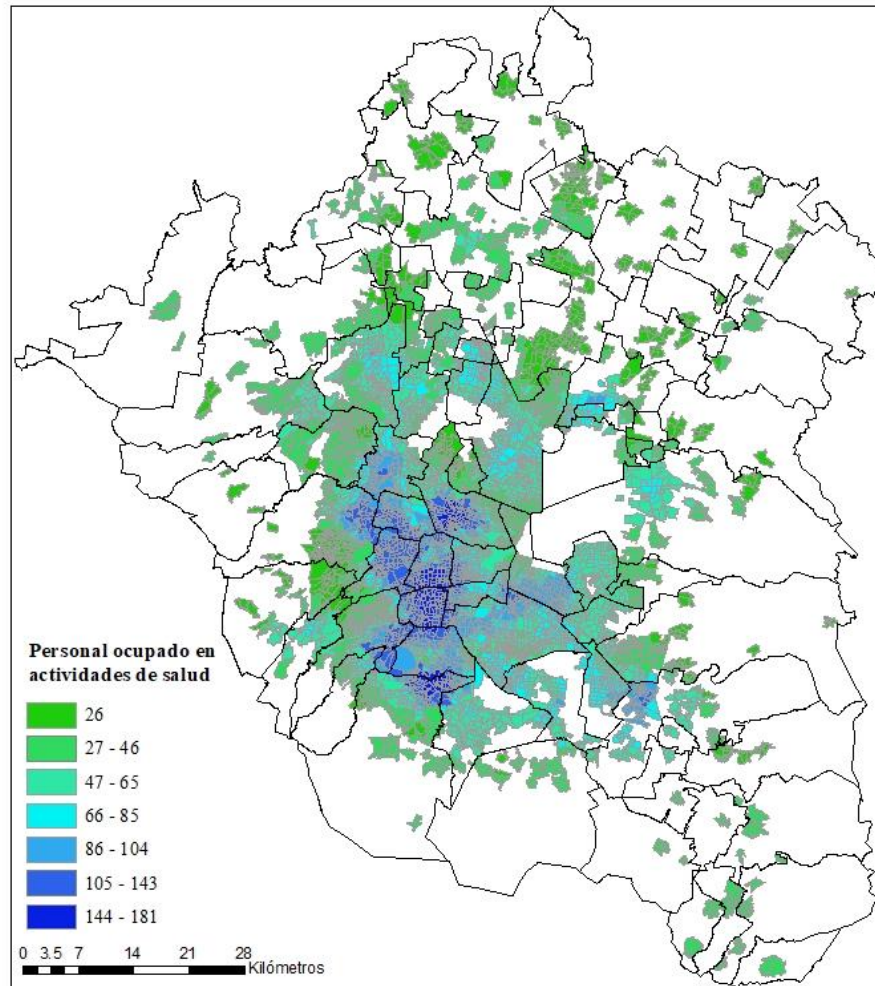 Personal ocupado en
actividades de salud
26
27 - 46
47 - 65
66 - 85
86 - 104
105 - 143
144 - 181
0 3.5 7 14 21 28
Kilómetros